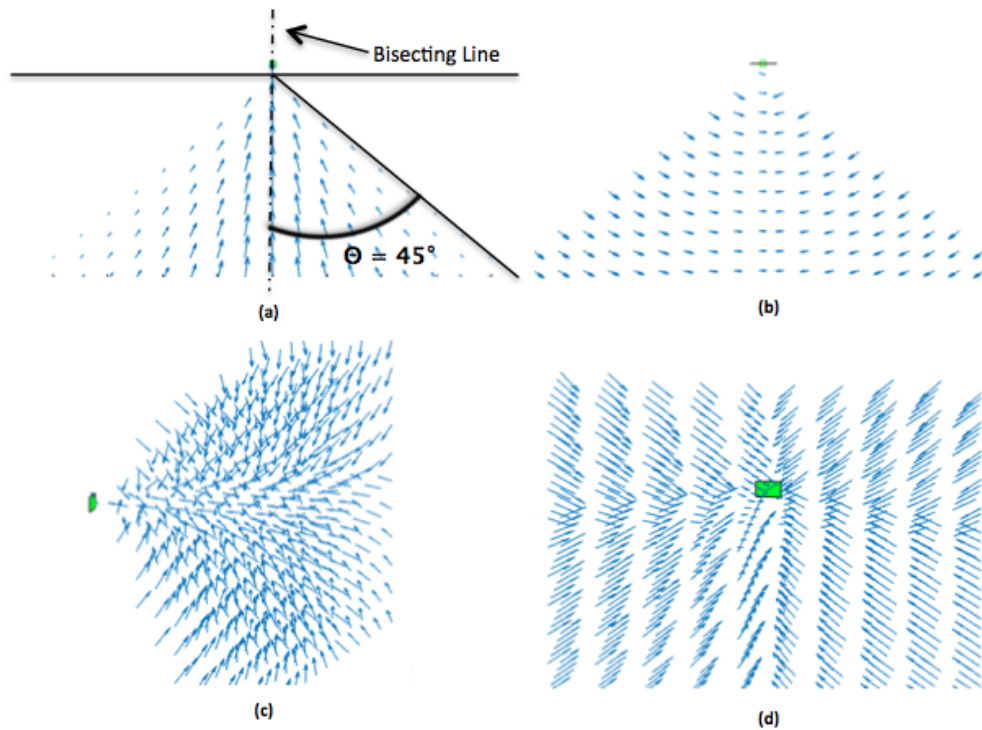 Bisecting Line
Θ = 45°
(a)
(b)
(c)
(d)